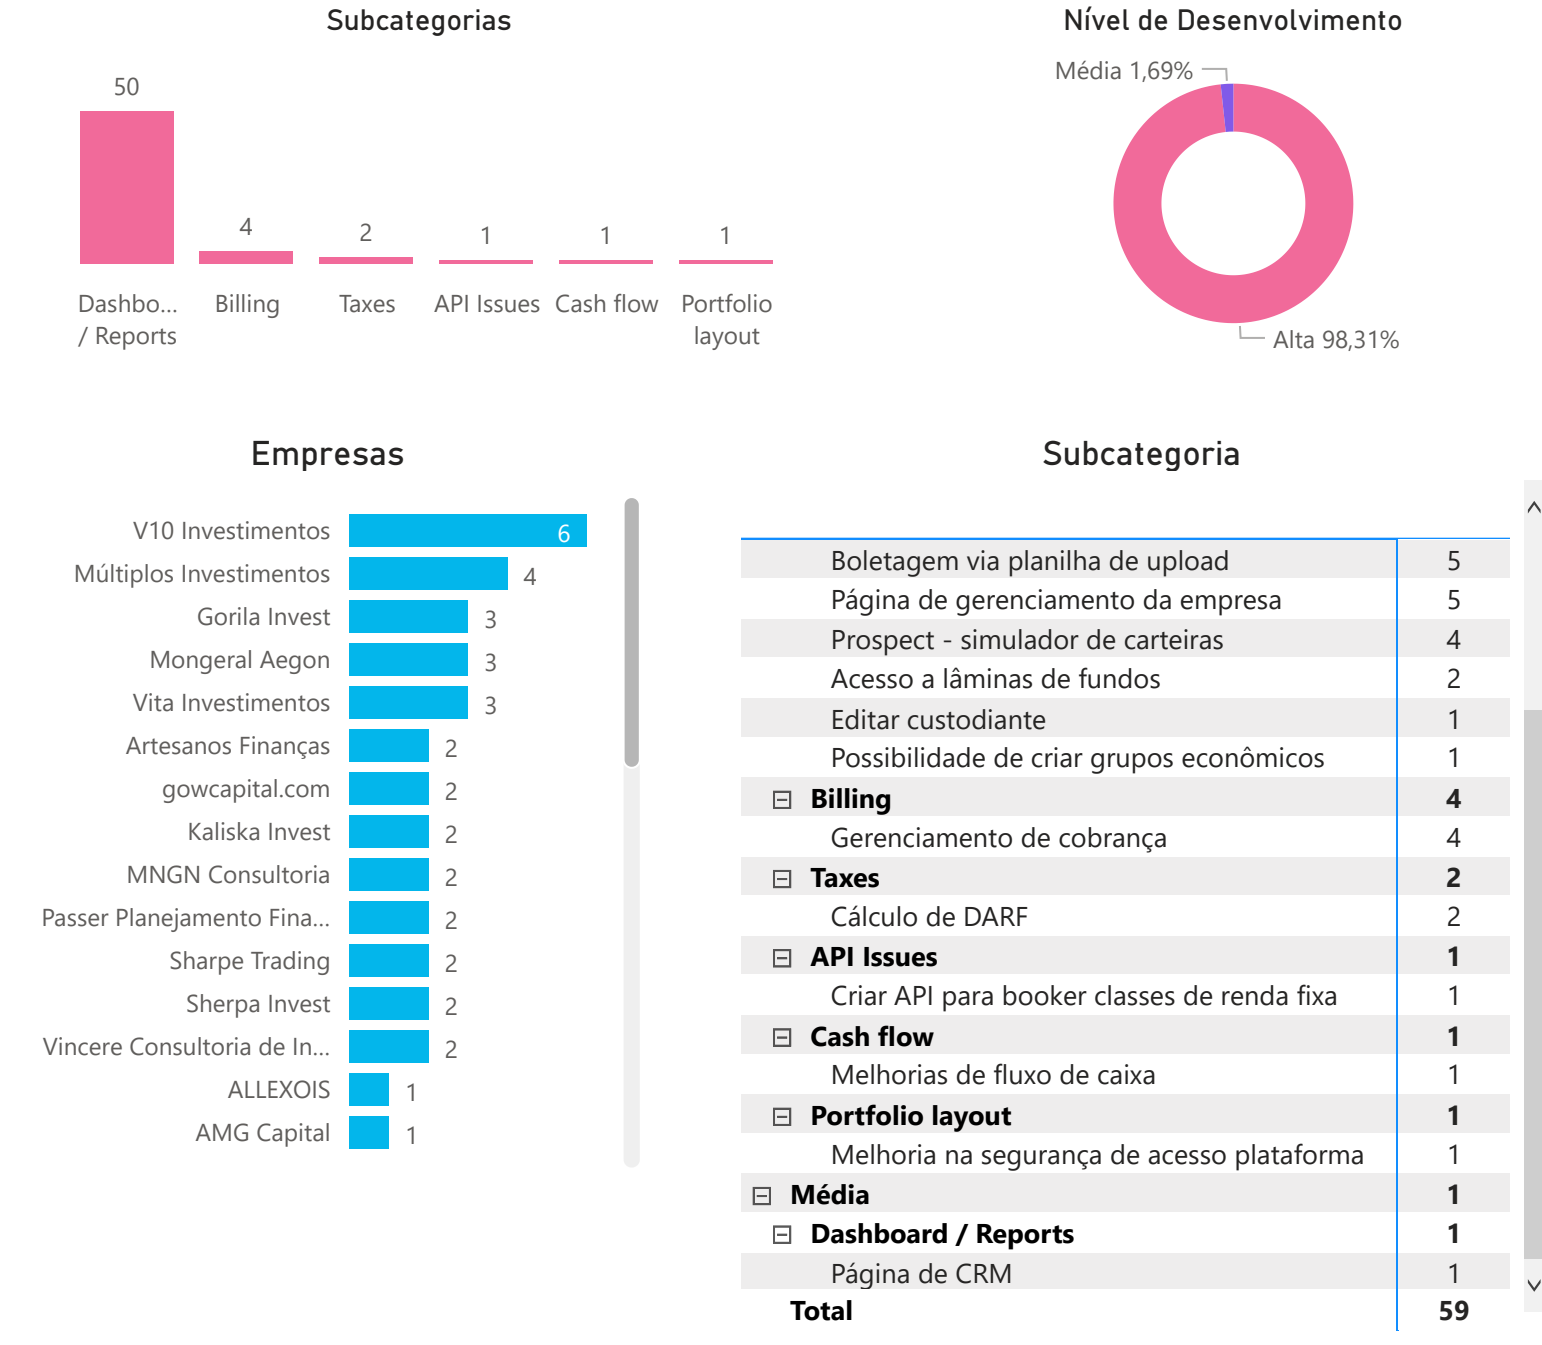 Subcategorias
50
4
2
1
1
1
Dashbo...
/ Reports
Billing
Taxes
API Issues
Cash flow
Portfolio
layout
Nível de Desenvolvimento
Média 1,69%
Alta 98,31%
Empresas
V10 Investimentos 6
Múltiplos Investimentos 4
Gorila Invest 3
Mongeral Aegon 3
Vita Investimentos 3
Artesanos Finanças 2
gowcapital.com 2
Kaliska Invest 2
MNGN Consultoria 2
Passer Planejamento Fina... 2
Sharpe Trading 2
Sherpa Invest 2
Vincere Consultoria de In... 2
ALLEXOIS 1
AMG Capital 1
Subcategoria
Boletagem via planilha de upload 5
Página de gerenciamento da empresa 5
Prospect - simulador de carteiras 4
Acesso a lâminas de fundos 2
Editar custodiante 1
Possibilidade de criar grupos econômicos 1
Billing 4
Gerenciamento de cobrança 4
Taxes 2
Cálculo de DARF 2
API Issues 1
Criar API para booker classes de renda fixa 1
Cash flow 1
Melhorias de fluxo de caixa 1
Portfolio layout 1
Melhoria na segurança de acesso plataforma 1
Média 1
Dashboard / Reports 1
Página de CRM 1
Total 59